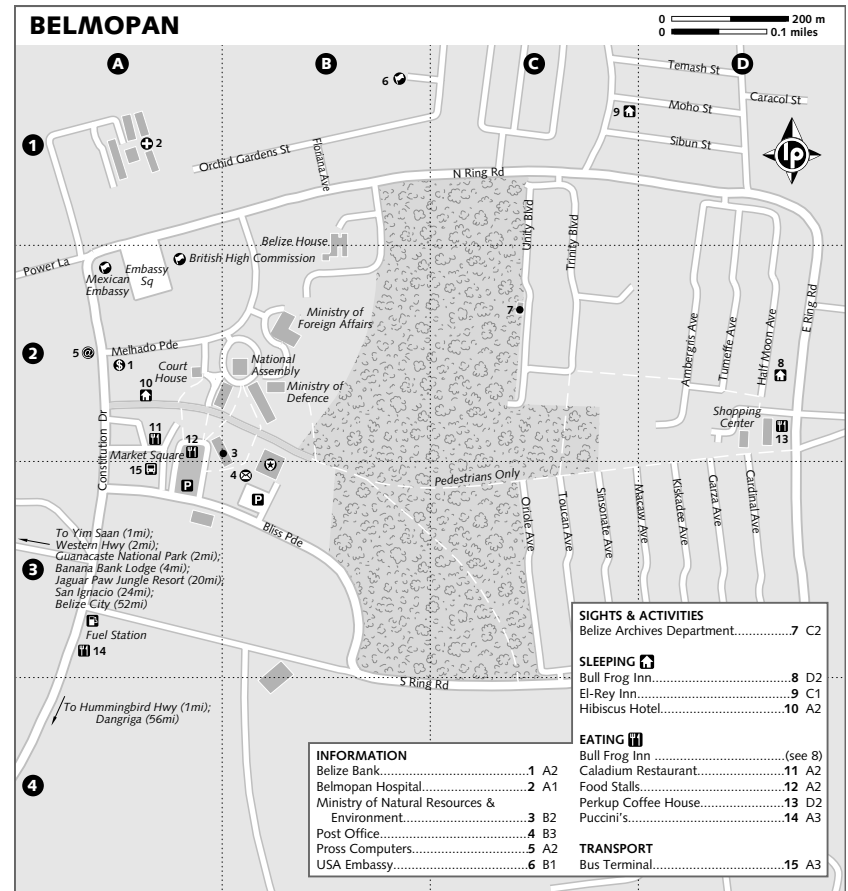 BELMOPAN
0 200 m
0 0.1 miles
A
B
C
D
1
2
3
4
6
Temash St
Caracol St
9
Moho St
Sibun St
2
lp
Orchid Gardens St
Floriana Ave
N Ring Rd
Unity Blvd
Trinity Blvd
Belize House
British High Commission
Power La
Embassy
Sq
Mexican
Embassy
E Ring Rd
Ministry of
Foreign Affairs
7
Ambergris Ave
Turneffe Ave
Half Moon Ave
5 @
Melhado Pde
$ 1
Court
House
National
Assembly
8
10
Ministry of
Defence
Constitution Dr
Shopping
Center
11
12
13
Market Square
3
15
4
P
P
Pedestrians Only
Bliss Pde
Oriole Ave
Toucan Ave
Sinsonate Ave
Macaw Ave
Kiskadee Ave
Garza Ave
Cardinal Ave
To Yim Saan (1mi);
Western Hwy (2mi);
Guanacaste National Park (2mi);
Banana Bank Lodge (4mi);
Jaguar Paw Jungle Resort (20mi);
San Ignacio (24mi);
Belize City (52mi)
Fuel Station
14
S Ring Rd
To Hummingbird Hwy (1mi);
Dangriga (56mi)
INFORMATION
Belize Bank...1 A2
Belmopan Hospital...2 A1
Ministry of Natural Resources &
Environment...3 B2
Post Office...4 B3
Pross Computers...5 A2
USA Embassy...6 B1
SIGHTS & ACTIVITIES
Belize Archives Department...7 C2
SLEEPING
Bull Frog Inn...8 D2
El-Rey Inn...9 C1
Hibiscus Hotel...10 A2
EATING
Bull Frog Inn ...(see 8)
Caladium Restaurant...11 A2
Food Stalls...12 A2
Perkup Coffee House...13 D2
Puccini's...14 A3
TRANSPORT
Bus Terminal...15 A3